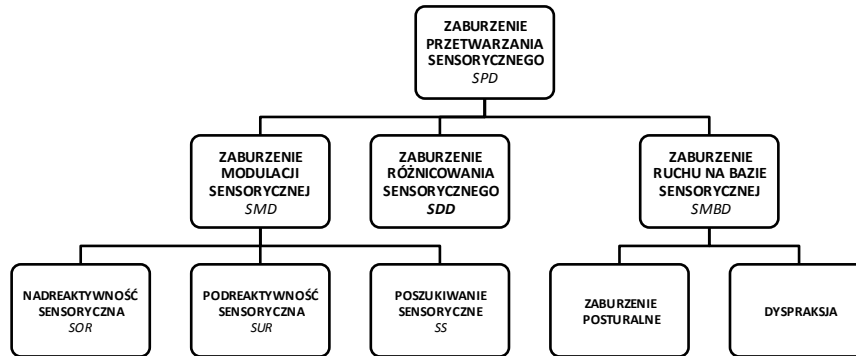 ZABURZENIE
PRZETWARZANIA
SENSORYCZNEGO
SPD
ZABURZENIE
MODULACJI
SENSORYCZNEJ
SMD
ZABURZENIE
RÓŻNICOWANIA
SENSORYCZNEGO
SDD
ZABURZENIE
RUCHU NA BAZIE
SENSORYCZNEJ
SMBD
NADREAKTYWNOŚĆ
SENSORYCZNA
SOR
PODREAKTYWNOŚĆ
SENSORYCZNA
SUR
POSZUKIWANIE
SENSORYCZNE
SS
ZABURZENIE
POSTURALNE
DYSPRAKSJA